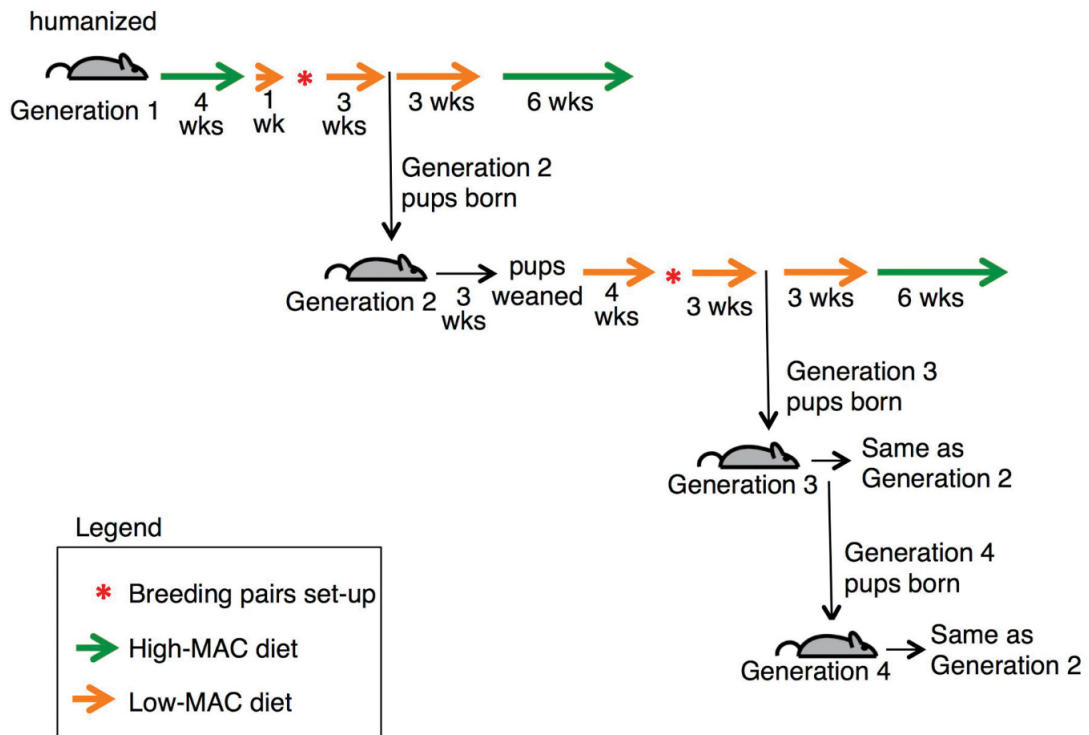 humanized
Generation 1
4
wks
1
wk
*
3
wks
3 wks
6 wks
Generation 2
pups born
Generation 2
3
wks
pups
weaned
4
wks
*
3 wks
3 wks
6 wks
Generation 3
pups born
Generation 3
Same as
Generation 2
Generation 4
pups born
Generation 4
Same as
Generation 2
Legend
* Breeding pairs set-up
High-MAC diet
Low-MAC diet